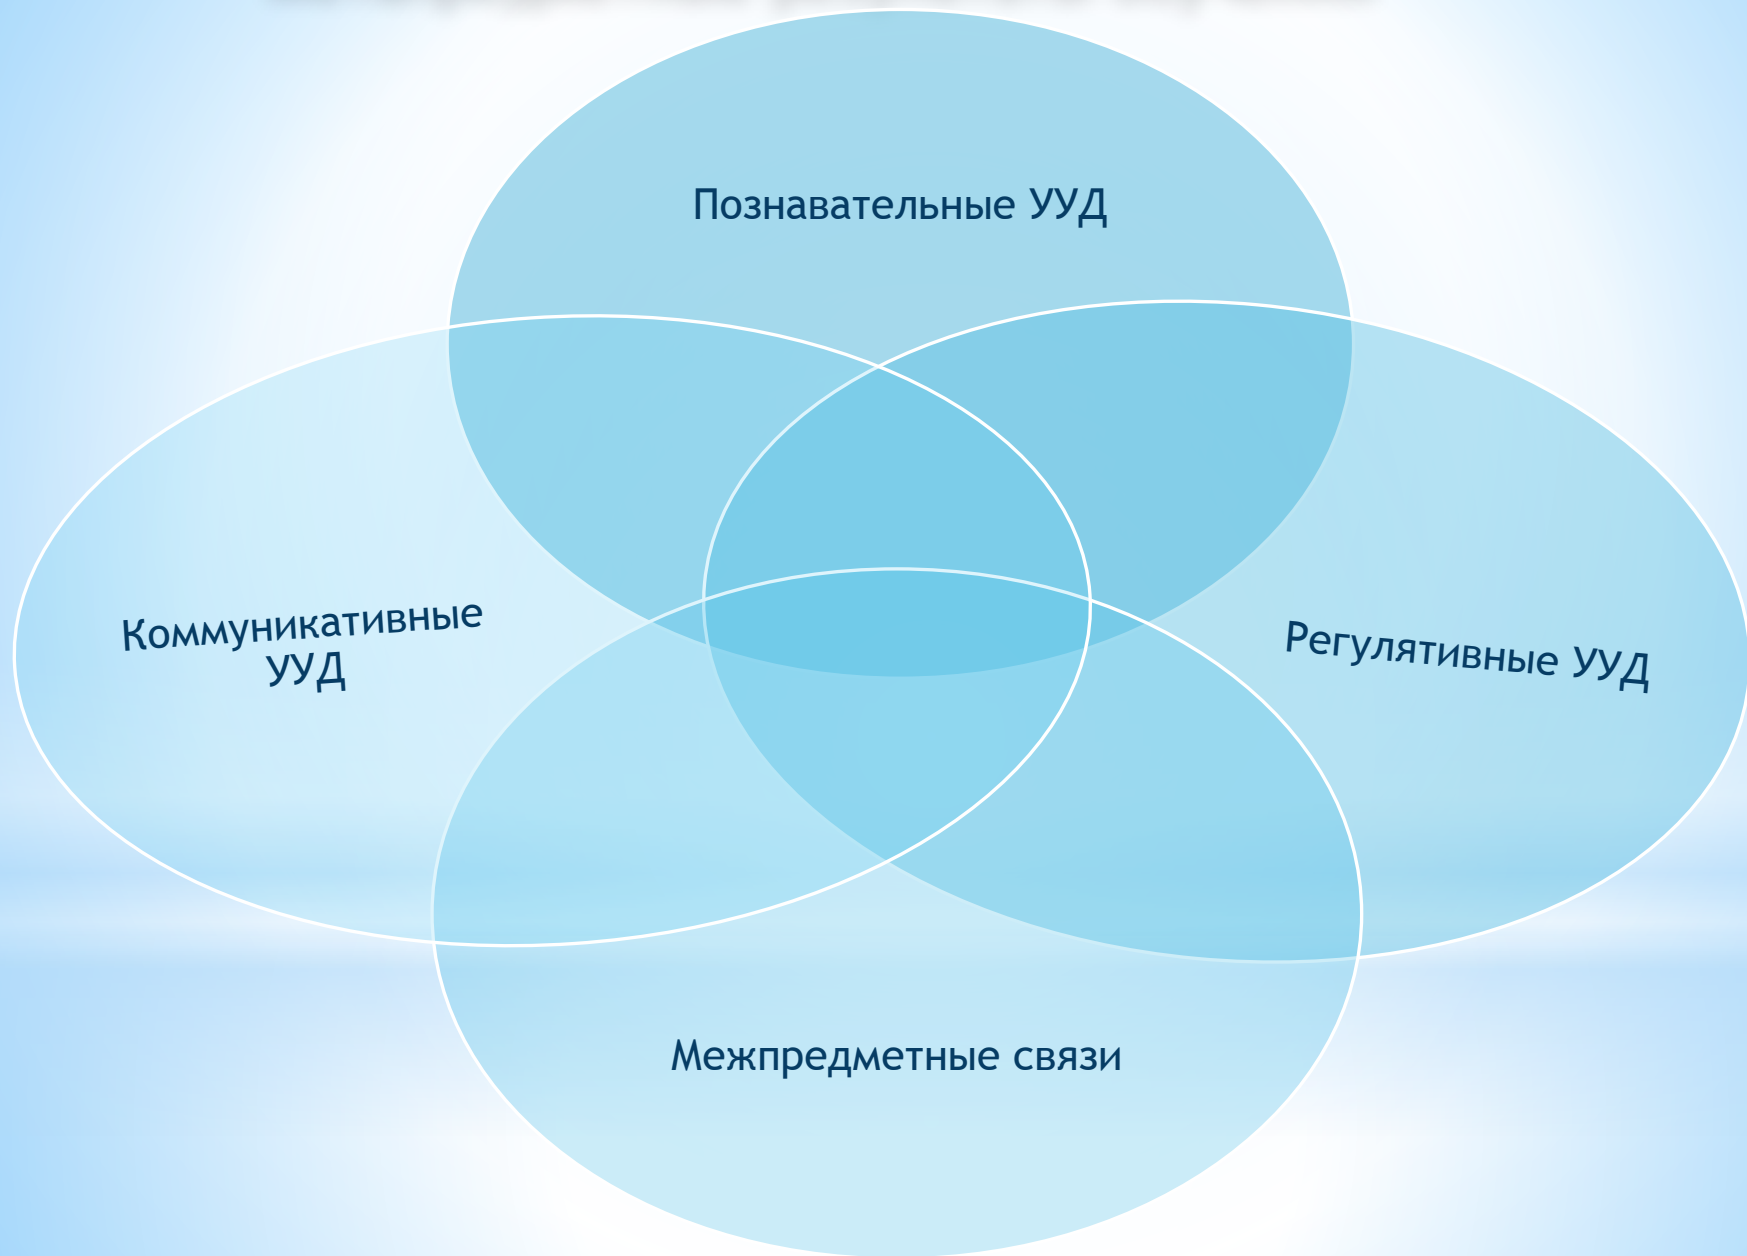 Познавательные УУД
Коммуникативные
УУД
Регулятивные УУД
Межпредметные связи